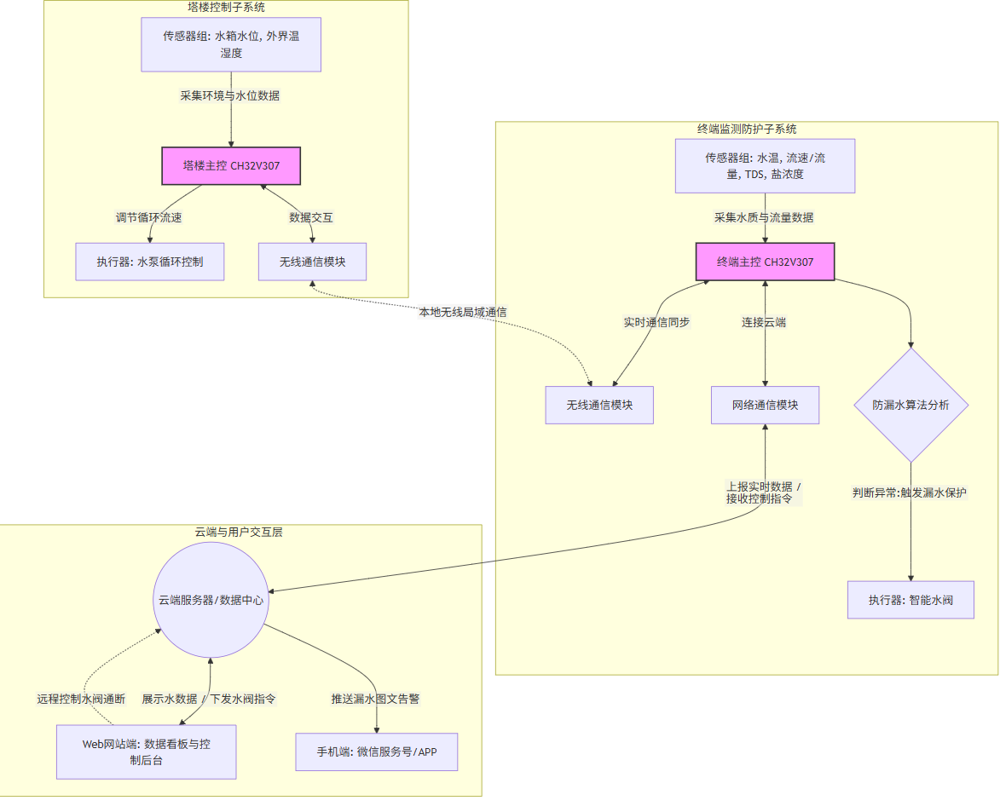 塔楼控制子系统
传感器组: 水箱水位, 外界温
湿度
采集环境与水位数据
塔楼主控 CH32V307
调节循环流速
数据交互
执行器: 水泵循环控制
无线通信模块
本地无线局域通信
终端监测防护子系统
传感器组: 水温, 流速/流
量, TDS, 盐浓度
采集水质与流量数据
终端主控 CH32V307
实时通信同步
连接云端
无线通信模块
网络通信模块
防漏水算法分析
上报实时数据 /
接收控制指令
判断异常:触发漏水保护
执行器: 智能水阀
云端与用户交互层
云端服务器/数据中心
远程控制水阀通断
展示水数据 / 下发水阀指令
推送漏水图文告警
Web网站端: 数据看板与控
制后台
手机端: 微信服务号/APP